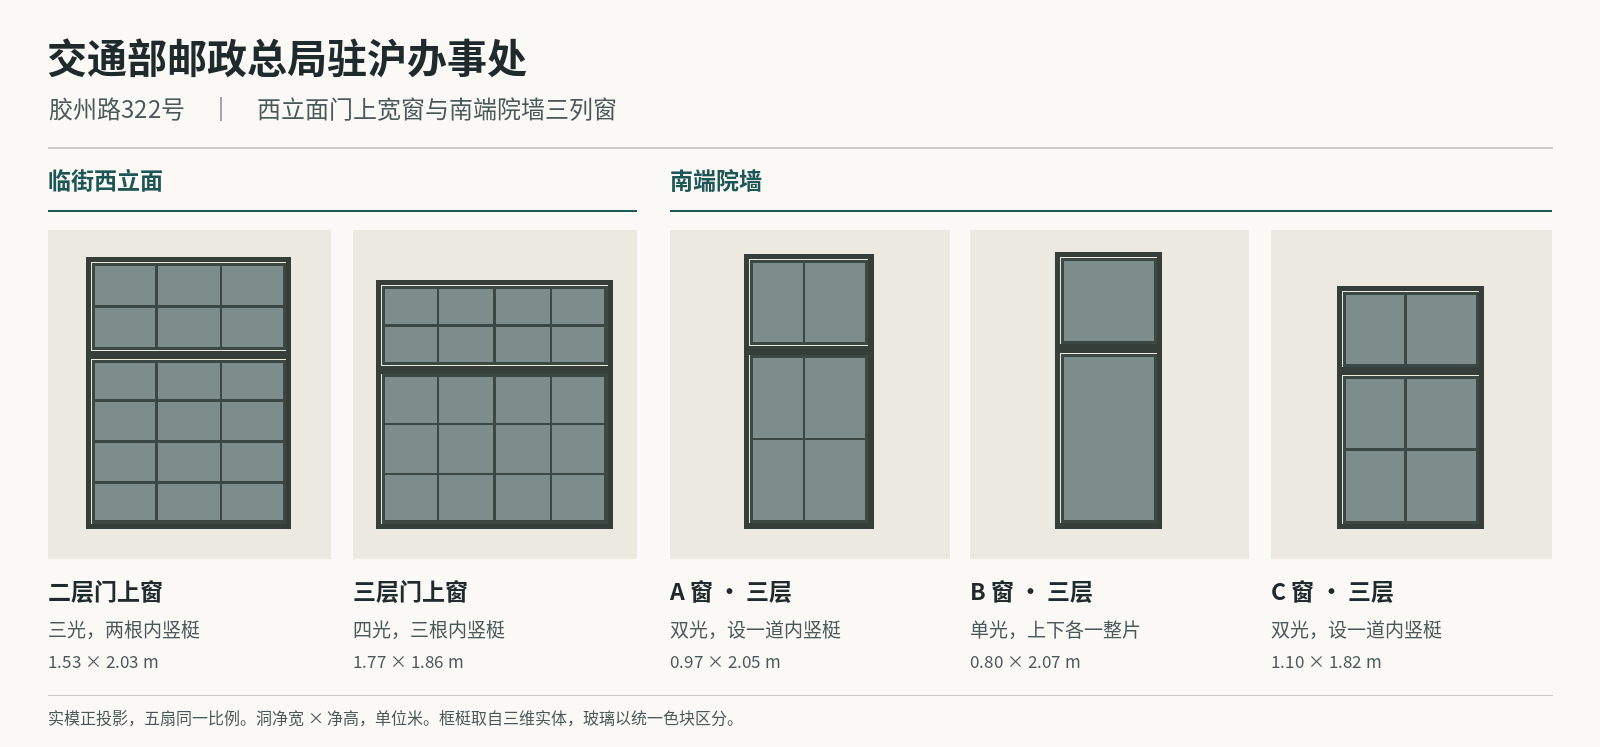 交通部邮政总局驻沪办事处
胶州路322号 ｜ 西立面门上宽窗与南端院墙三列窗
临街西立面
南端院墙
二层门上窗
三光，两根内竖梃
1.53 × 2.03 m
三层门上窗
四光，三根内竖梃
1.77 × 1.86 m
A 窗 · 三层
双光，设一道内竖梃
0.97 × 2.05 m
B 窗 · 三层
单光，上下各一整片
0.80 × 2.07 m
C 窗 · 三层
双光，设一道内竖梃
1.10 × 1.82 m
实模正投影，五扇同一比例。洞净宽 × 净高，单位米。框梃取自三维实体，玻璃以统一色块区分。